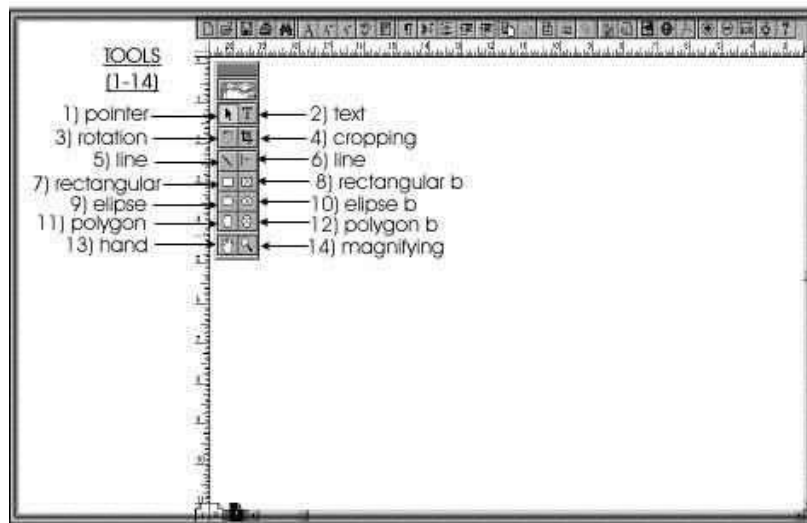 TOOLS
(1-14)
1) pointer
2) text
3) rotation
4) cropping
5) line
6) line
7) rectangular
8) rectangular b
9) elipse
10) elipse b
11) polygon
12) polygon b
13) hand
14) magnifying